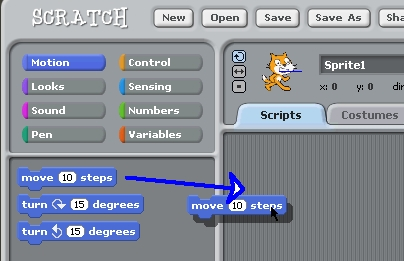 SCRATCH New Open Save Save As Sha
Motion Control
Looks Sensing
Sound Numbers
Pen Variables
Sprite1
x: 0 y: 0 dir
Scripts Costumes
move 10 steps
turn 15 degrees
turn 15 degrees
move 10 steps